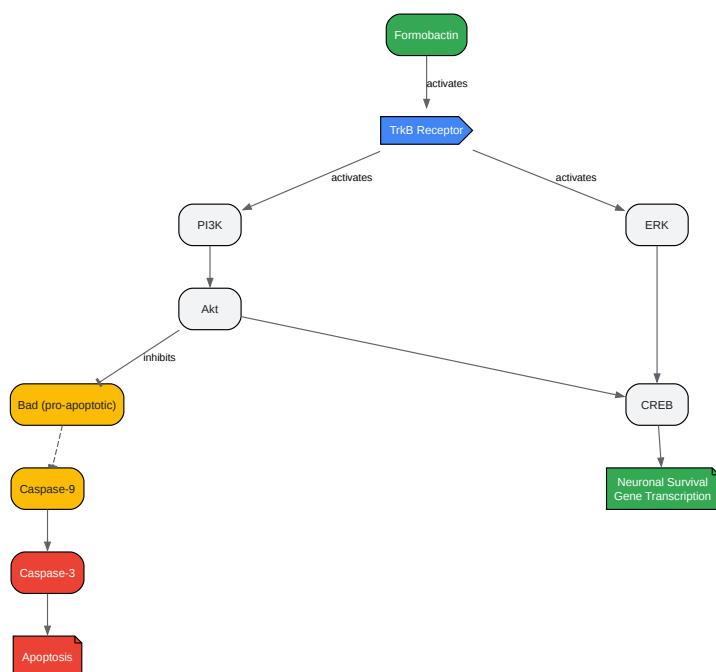 Formobactin
activates
TrkB Receptor
activates
activates
PI3K
ERK
Akt
inhibits
Bad (pro-apoptotic)
CREB
Caspase-9
Neuronal Survival
Gene Transcription
Caspase-3
Apoptosis